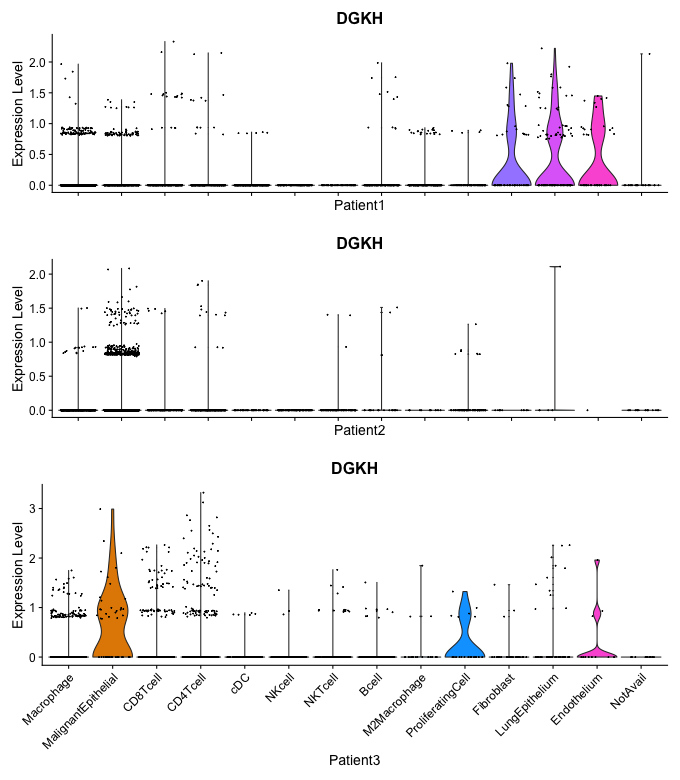 DGKH
Expression Level
2.0
1.5
1.0
0.5
0.0
Patient1
DGKH
Expression Level
2.0
1.5
1.0
0.5
0.0
Patient2
DGKH
Expression Level
3
2
1
0
Macrophage
MalignantEpithelial
CD8Tcell
CD4Tcell
cDC
NKcell
NKTcell
Bcell
M2Macrophage
ProliferatingCell
Fibroblast
LungEpithelium
Endothelium
NotAvail
Patient3